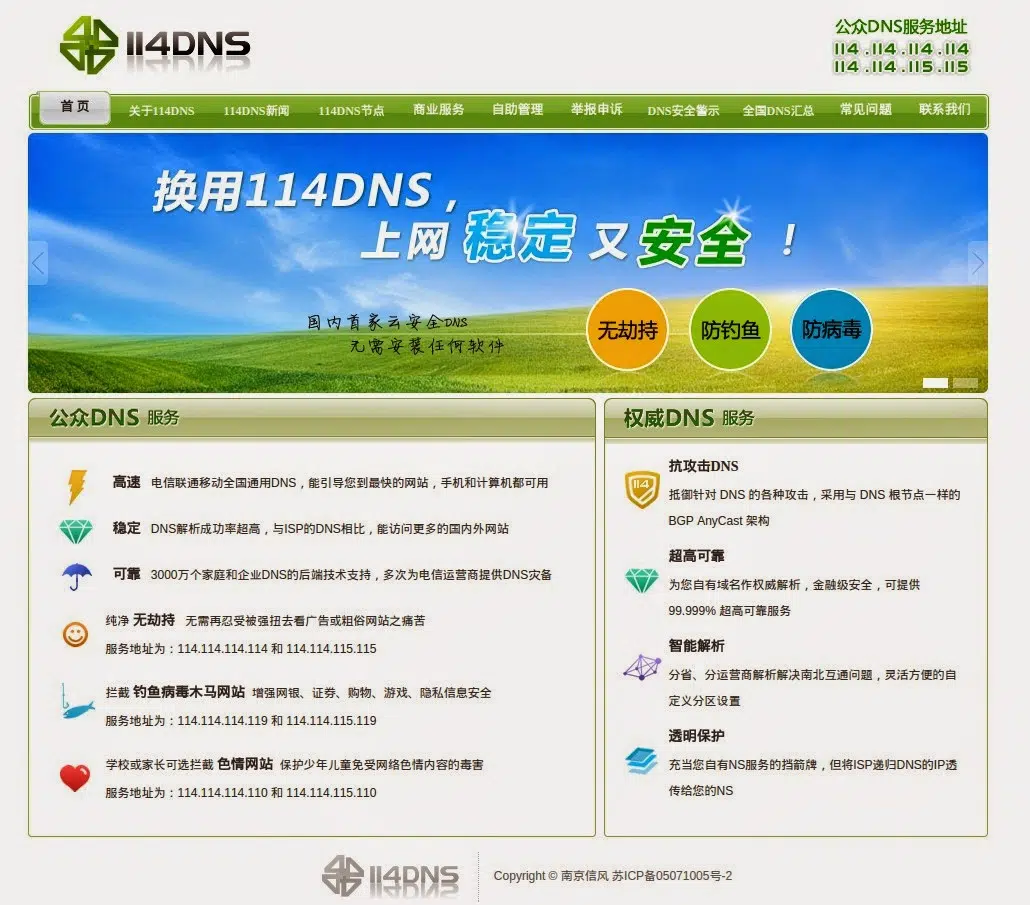 114DNS
公众DNS服务地址
114.114.114.114
114.114.115.115
首 页
关于114DNS
114DNS新闻
114DNS节点
商业服务
自助管理
举报申诉
DNS安全警示
全国DNS汇总
常见问题
联系我们
换用114DNS，
上网 稳定 又 安全 ！
国内首家云安全DNS
无需安装任何软件
无劫持
防钓鱼
防病毒
公众DNS 服务
高速 电信联通移动全国通用DNS，能引导您到最快的网站，手机和计算机都可用
稳定 DNS解析成功率超高，与ISP的DNS相比，能访问更多的国内外网站
可靠 3000万个家庭和企业DNS的后端技术支持，多次为电信运营商提供DNS灾备
纯净 无劫持 无需再忍受被强扭去看广告或粗俗网站之痛苦
服务地址为：114.114.114.114 和 114.114.115.115
拦截 钓鱼病毒木马网站 增强网银、证券、购物、游戏、隐私信息安全
服务地址为：114.114.114.119 和 114.114.115.119
学校或家长可选拦截 色情网站 保护少年儿童免受网络色情内容的毒害
服务地址为：114.114.114.110 和 114.114.115.110
权威DNS 服务
114
抗攻击DNS
抵御针对 DNS 的各种攻击，采用与 DNS 根节点一样的
BGP AnyCast 架构
超高可靠
为您自有域名作权威解析，金融级安全，可提供
99.999% 超高可靠服务
智能解析
分省、分运营商解析解决南北互通问题，灵活方便的自
定义分区设置
透明保护
充当您自有NS服务的挡箭牌，但将ISP递归DNS的IP透
传给您的NS
114DNS
Copyright © 南京信风 苏ICP备05071005号-2